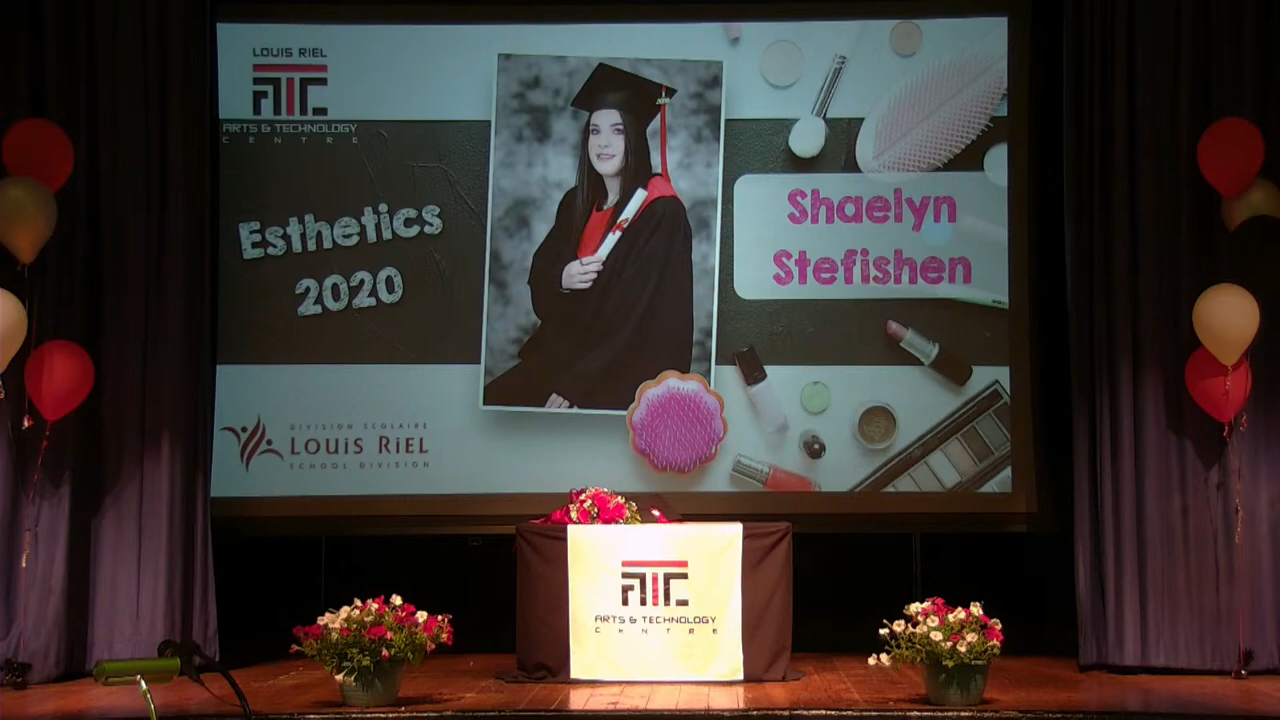 LOUIS RIEL
ATC
ARTS & TECHNOLOGY
CENTRE
Esthetics
2020
Shaelyn
Stefishen
DIVISION SCOLAIRE
LOUiS RiEL
SCHOOL DIVISION
ATC
ARTS & TECHNOLOGY
CENTRE